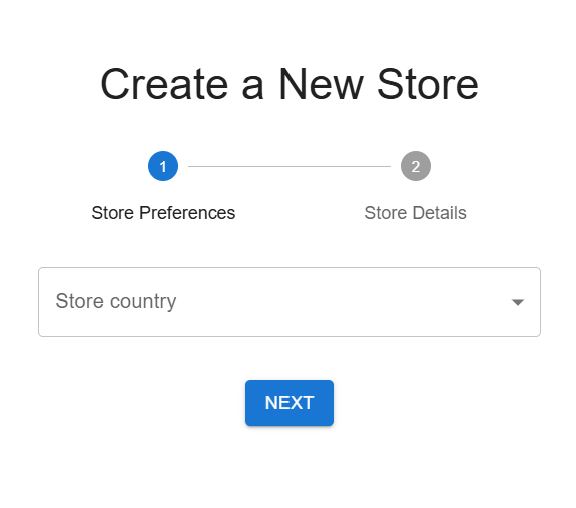 Create a New Store
1
2
Store Preferences
Store Details
Store country
NEXT